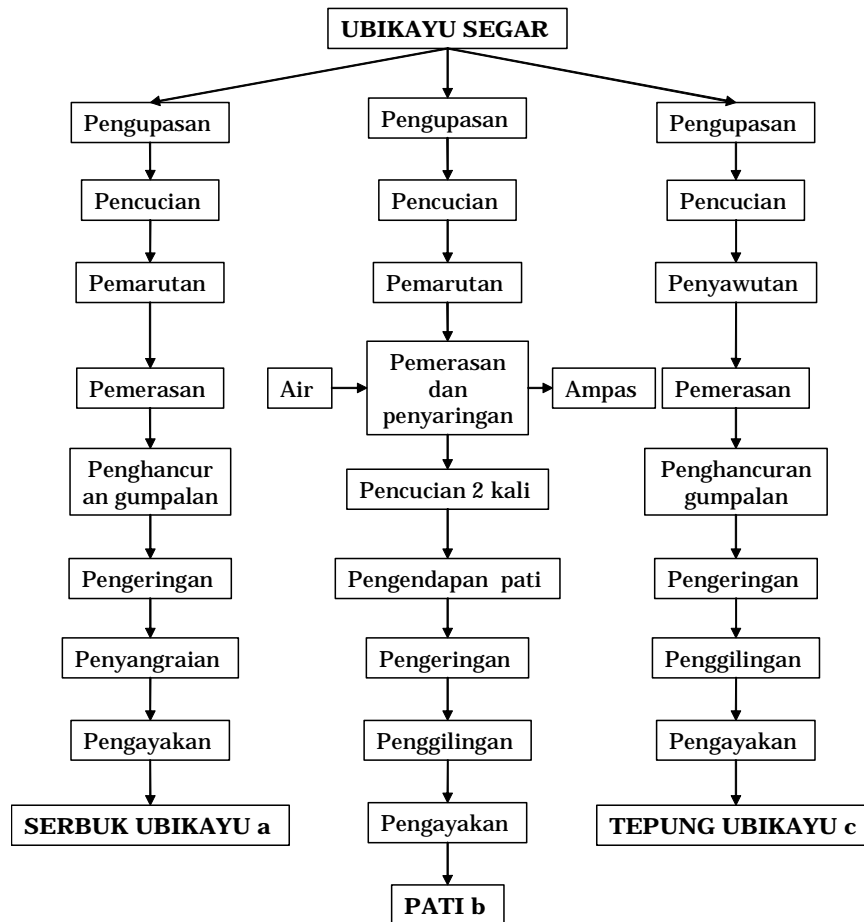 UBIKAYU SEGAR
Pengupasan
Pencucian
Pemarutan
Pemerasan
Penghancur
an gumpalan
Pengeringan
Penyangraian
Pengayakan
SERBUK UBIKAYU a
Pengupasan
Pencucian
Pemarutan
Air
Pemerasan
dan
penyaringan
Ampas
Pencucian 2 kali
Pengendapan pati
Pengeringan
Penggilingan
Pengayakan
PATI b
Pengupasan
Pencucian
Penyawutan
Pemerasan
Penghancuran
gumpalan
Pengeringan
Penggilingan
Pengayakan
TEPUNG UBIKAYU c